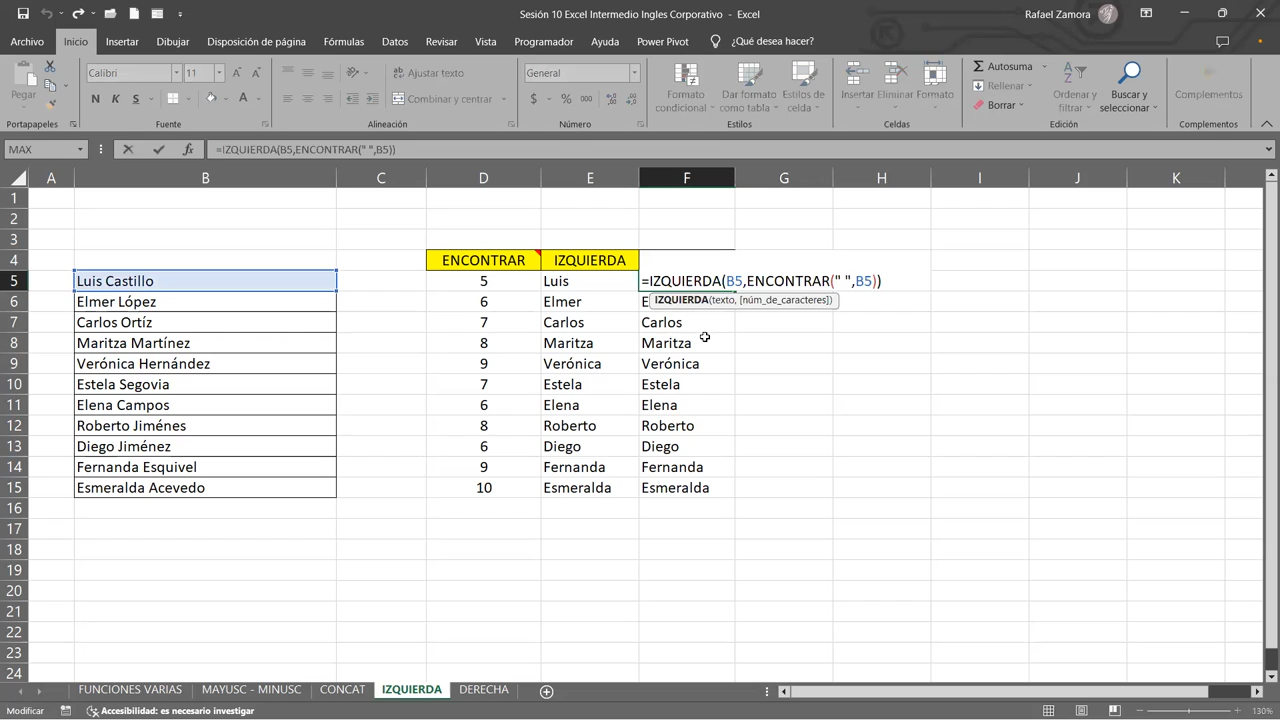 Sesión 10 Excel Intermedio Ingles Corporativo - Excel
Rafael Zamora
Archivo Inicio Insertar Dibujar Disposición de página Fórmulas Datos Revisar Vista Programador Ayuda Power Pivot ¿Qué desea hacer?
Pegar
Calibri 11
N K S
Ajustar texto
Combinar y centrar
General
$ % 000
Formato condicional
Dar formato como tabla
Estilos de celda
Insertar Eliminar Formato
Autosuma
Rellenar
Borrar
Ordenar y filtrar
Buscar y seleccionar
Complementos
Portapapeles Fuente Alineación Número Estilos Celdas Edición Complementos
MAX fx =IZQUIERDA(B5,ENCONTRAR(" ",B5))
A B C D E F G H I J K
1
2
3
4 ENCONTRAR IZQUIERDA
5 Luis Castillo 5 Luis =IZQUIERDA(B5,ENCONTRAR(" ",B5))
6 Elmer López 6 Elmer E IZQUIERDA(texto, [núm_de_caracteres])
7 Carlos Ortíz 7 Carlos Carlos
8 Maritza Martínez 8 Maritza Maritza
9 Verónica Hernández 9 Verónica Verónica
10 Estela Segovia 7 Estela Estela
11 Elena Campos 6 Elena Elena
12 Roberto Jiménes 8 Roberto Roberto
13 Diego Jiménez 6 Diego Diego
14 Fernanda Esquivel 9 Fernanda Fernanda
15 Esmeralda Acevedo 10 Esmeralda Esmeralda
16
17
18
19
20
21
22
23
24
FUNCIONES VARIAS MAYUSC - MINUSC CONCAT IZQUIERDA DERECHA
Modificar Accesibilidad: es necesario investigar 130%